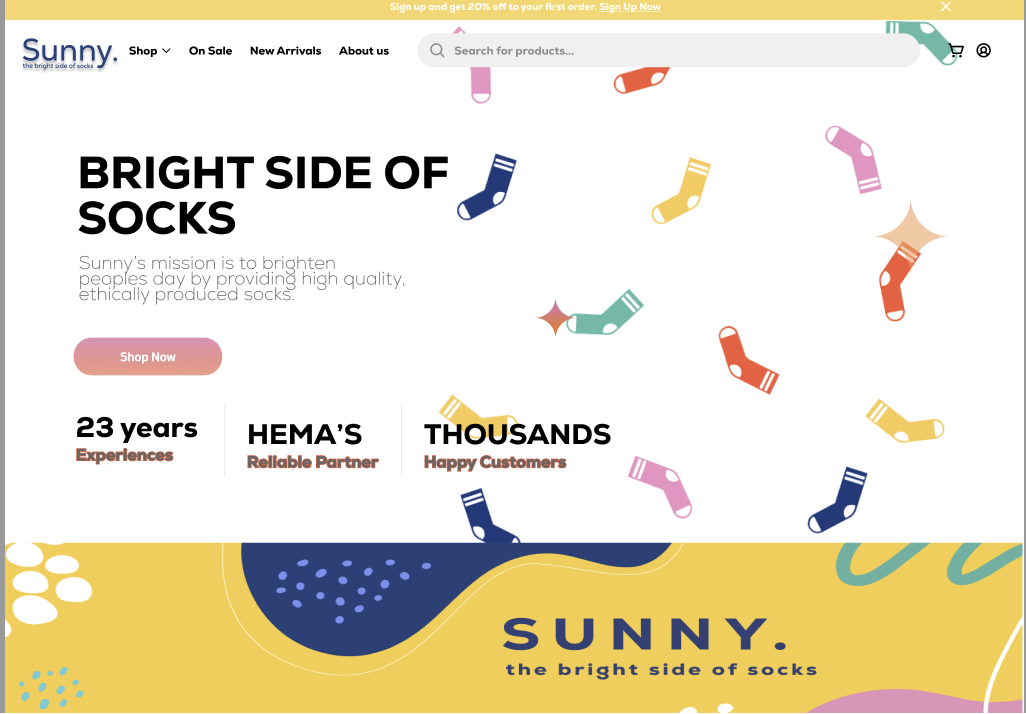 Sign up and get 20% off to your first order. Sign Up Now
Sunny.
the bright side of socks
Shop
On Sale
New Arrivals
About us
Search for products...
BRIGHT SIDE OF
SOCKS
Sunny's mission is to brighten
peoples day by providing high quality,
ethically produced socks.
Shop Now
23 years
Experiences
HEMA'S
Reliable Partner
THOUSANDS
Happy Customers
SUNNY.
the bright side of socks